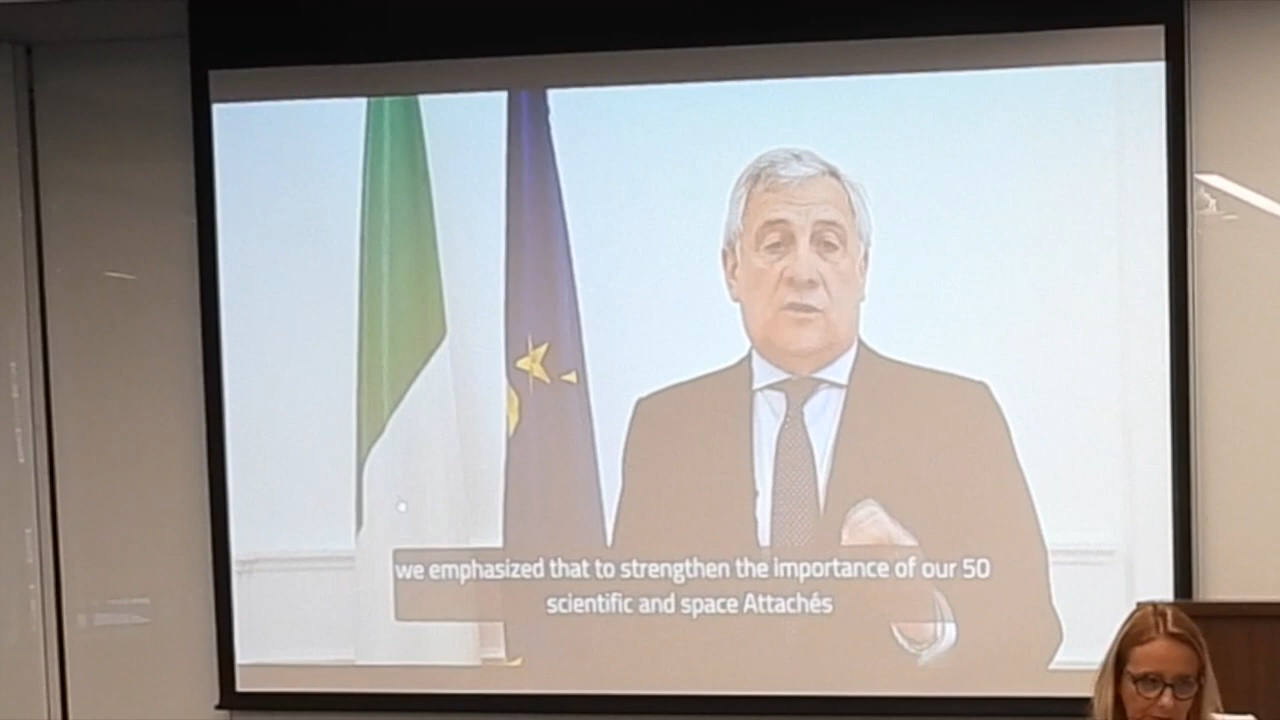 we emphasized that to strengthen the importance of our 50
scientific and space Attachés